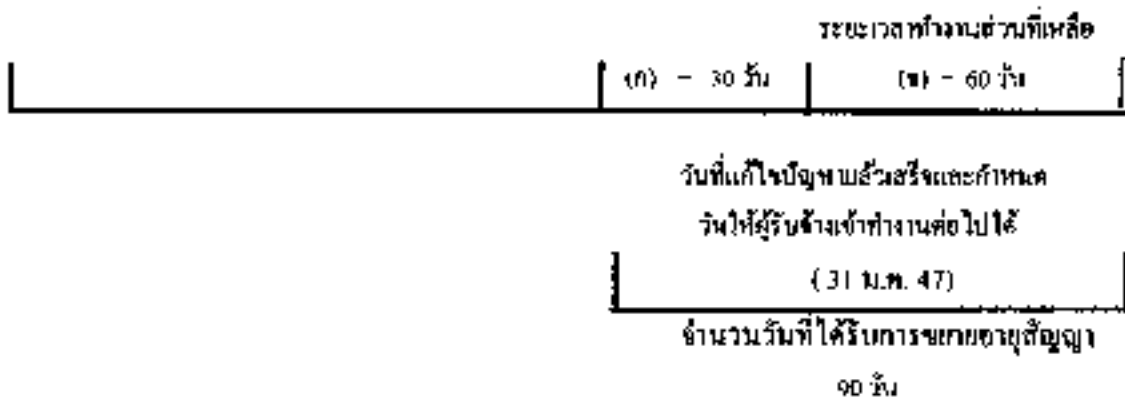 ระยะเวลาทำงานส่วนที่เหลือ
(ก) - 30 วัน (ข) - 60 วัน
วันที่แก้ไขปัญหาแล้วเสร็จและกำหนด
วันให้ผู้รับจ้างเข้าทำงานต่อไปได้
( 31 ม.ค. 47)
จำนวนวันที่ได้รับการขยายอายุสัญญา
90 วัน